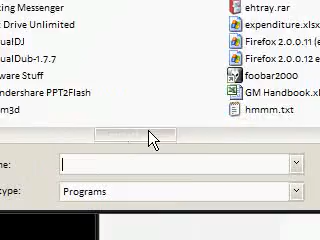 ing Messenger
Drive Unlimited
ualDJ
ualDub-1.7.7
ware Stuff
ndershare PPT2Flash
m3d
ehtray.rar
expenditure.xlsx
Firefox 2.0.0.11 (e
Firefox 2.0.0.12 e
foobar2000
GM Handbook.xl
hmmm.txt
me:
type:
Programs